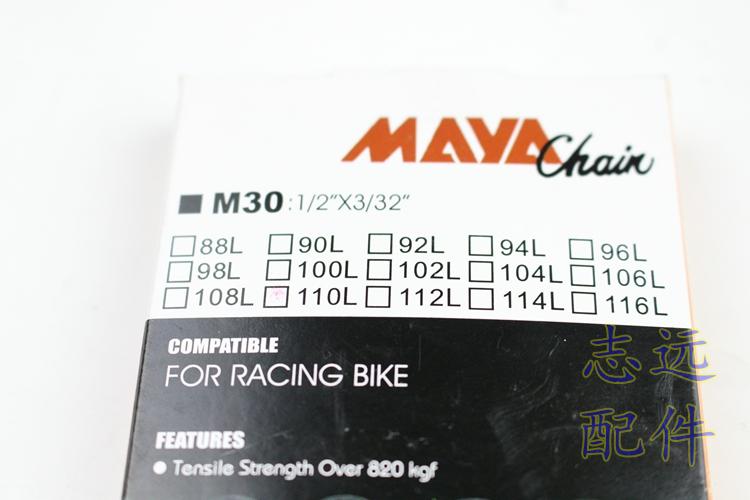 MAYA Chain
M30:1/2"X3/32"
88L 90L 92L 94L 96L
98L 100L 102L 104L 106L
108L 110L 112L 114L 116L
COMPATIBLE
FOR RACING BIKE
FEATURES
• Tensile Strength Over 820 kgf
志远
配件